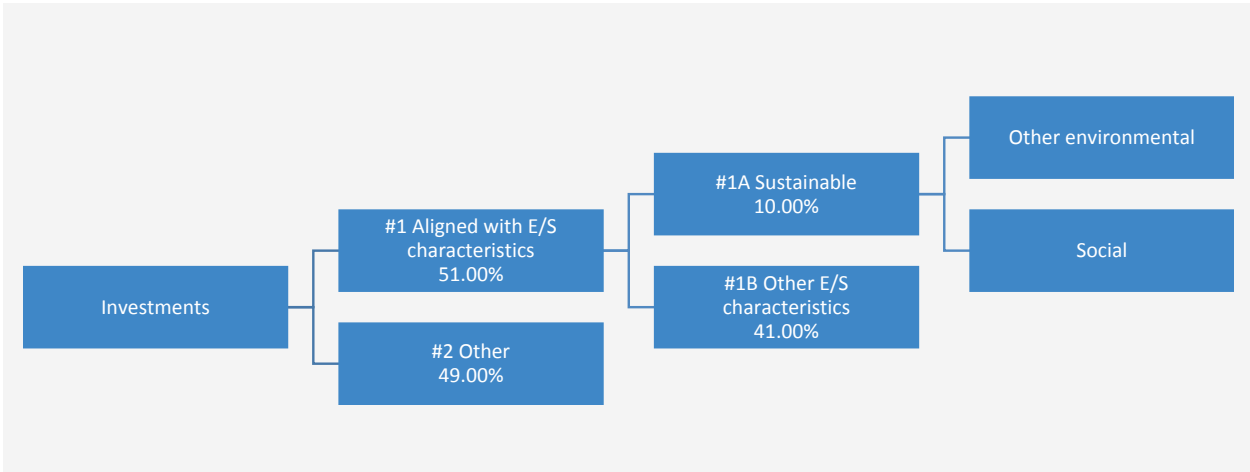 Investments
#1 Aligned with E/S
characteristics
51.00%
#2 Other
49.00%
#1A Sustainable
10.00%
#1B Other E/S
characteristics
41.00%
Other environmental
Social